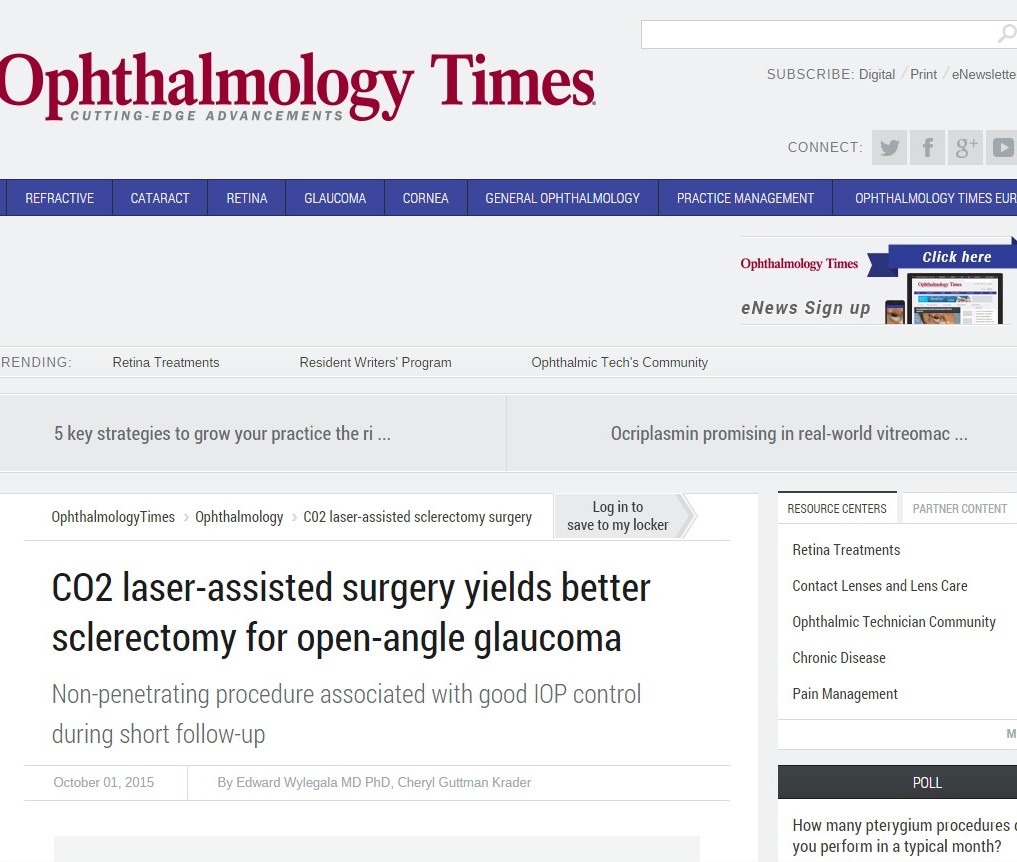 Ophthalmology Times
CUTTING-EDGE ADVANCEMENTS
SUBSCRIBE: Digital / Print / eNewslette
CONNECT:
REFRACTIVE CATARACT RETINA GLAUCOMA CORNEA GENERAL OPHTHALMOLOGY PRACTICE MANAGEMENT OPHTHALMOLOGY TIMES EUR
Ophthalmology Times
Click here
eNews Sign up
RENDING: Retina Treatments Resident Writers' Program Ophthalmic Tech's Community
5 key strategies to grow your practice the ri ...
Ocriplasmin promising in real-world vitreomac ...
OphthalmologyTimes › Ophthalmology › CO2 laser-assisted sclerectomy surgery
Log in to
save to my locker
CO2 laser-assisted surgery yields better
sclerectomy for open-angle glaucoma
Non-penetrating procedure associated with good IOP control
during short follow-up
October 01, 2015
By Edward Wylegala MD PhD, Cheryl Guttman Krader
RESOURCE CENTERS PARTNER CONTENT
Retina Treatments
Contact Lenses and Lens Care
Ophthalmic Technician Community
Chronic Disease
Pain Management
M
POLL
How many pterygium procedures
you perform in a typical month?